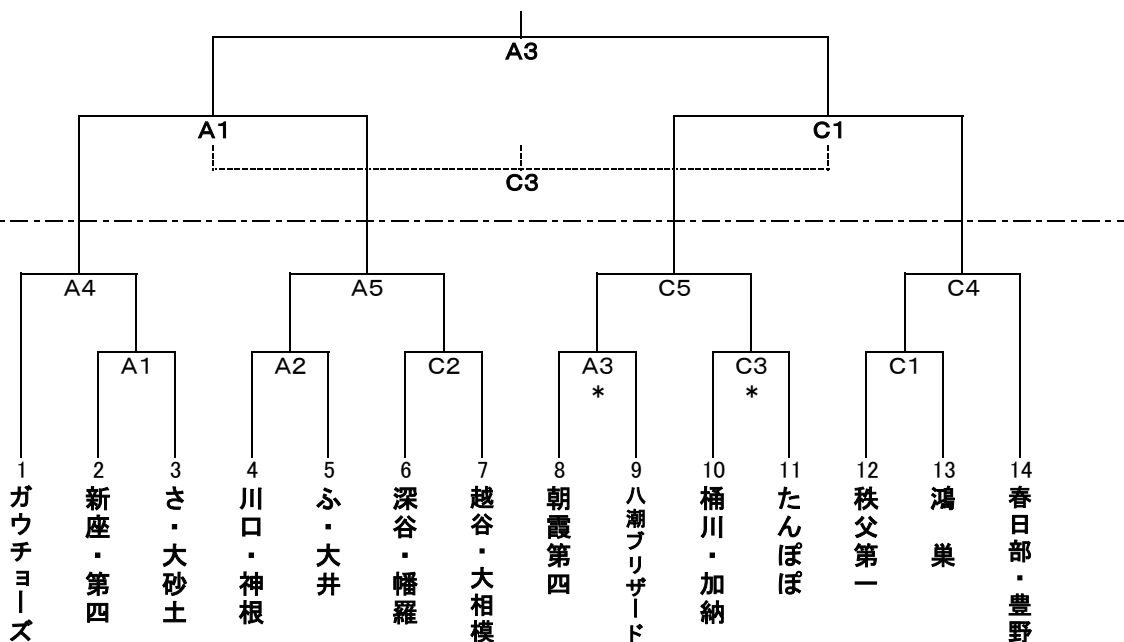 A3
A1
C1
C3
A4
A5
C5
C4
A1
A2
C2
A3
C3
C1
*
*
1
2
3
4
5
6
7
8
9
10
11
12
13
14
ガウチョーズ
新座・第四
さ・大砂土
川口・神根
ふ・大井
深谷・幡羅
越谷・大相模
朝霞第四
八潮ブリザード
桶川・加納
たんぽぽ
秩父第一
鴻 巣
春日部・豊野